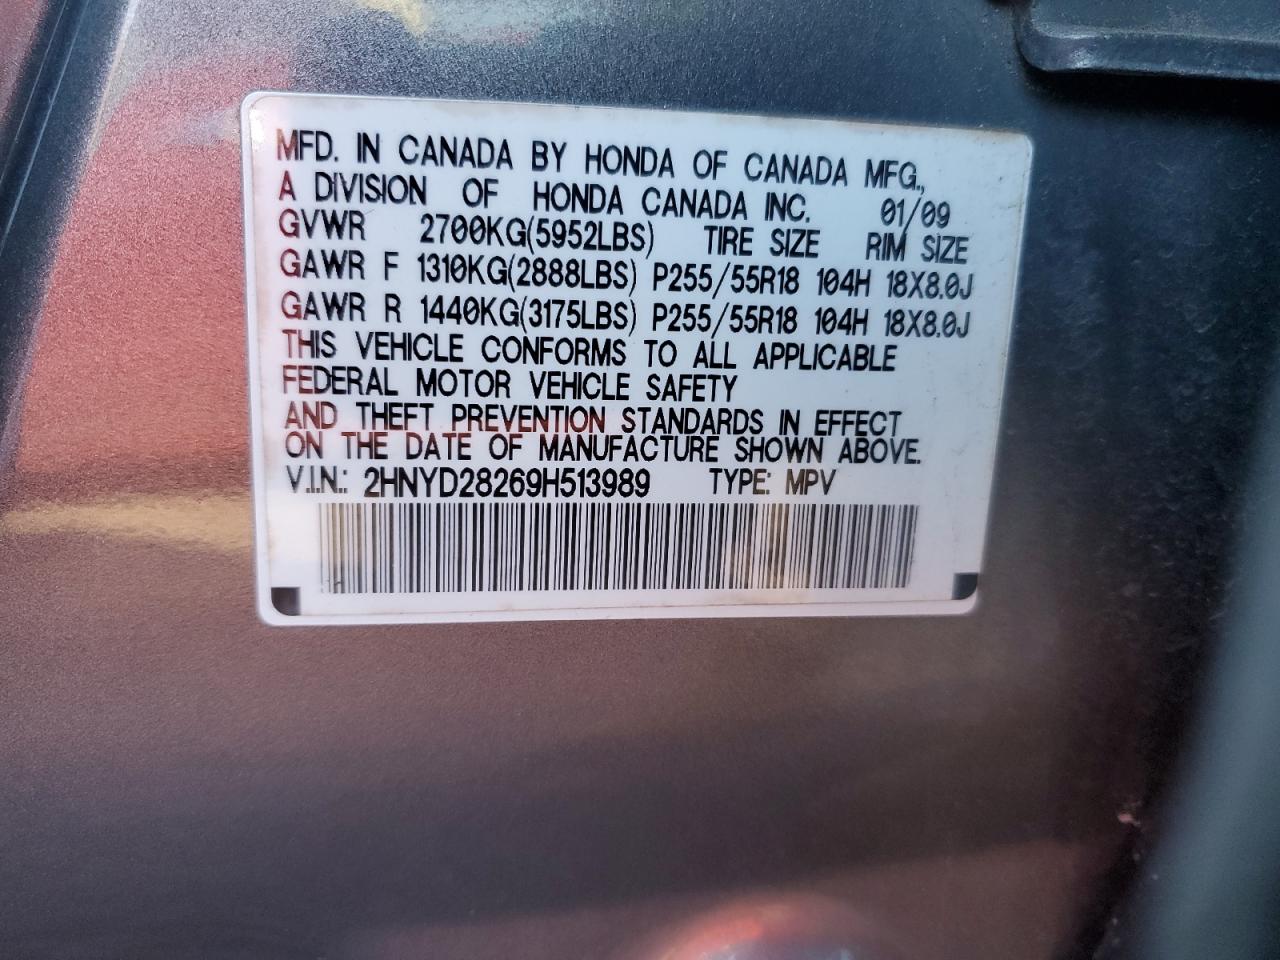 MFD. IN CANADA BY HONDA OF CANADA MFG.,
A DIVISION OF HONDA CANADA INC. 01/09
GVWR 2700KG(5952LBS) TIRE SIZE RIM SIZE
GAWR F 1310KG(2888LBS) P255/55R18 104H 18X8.0J
GAWR R 1440KG(3175LBS) P255/55R18 104H 18X8.0J
THIS VEHICLE CONFORMS TO ALL APPLICABLE
FEDERAL MOTOR VEHICLE SAFETY
AND THEFT PREVENTION STANDARDS IN EFFECT
ON THE DATE OF MANUFACTURE SHOWN ABOVE.
V.I.N.: 2HNYD28269H513989 TYPE: MPV